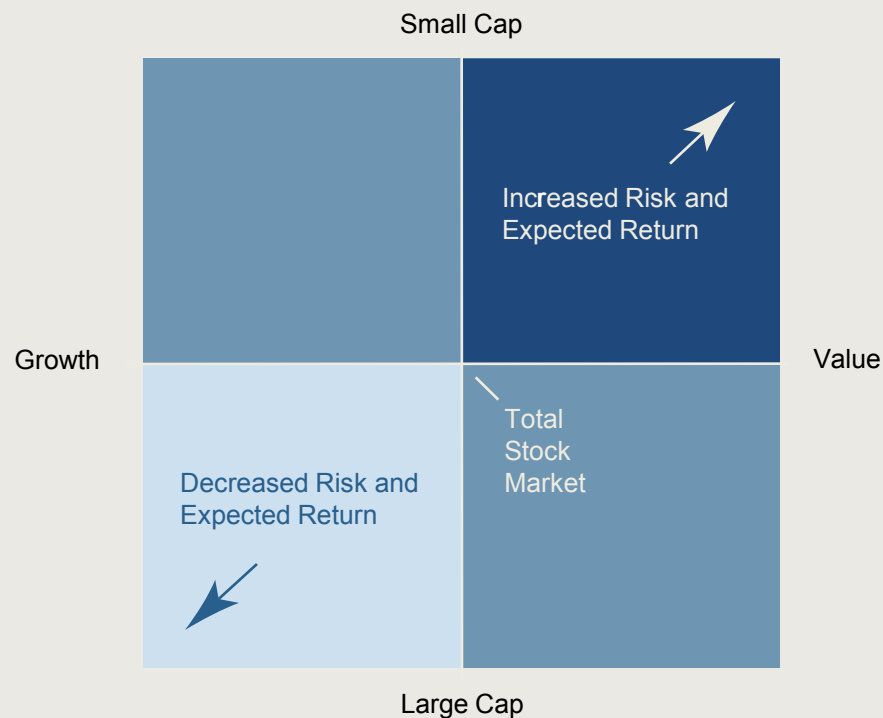 Small Cap
Increased Risk and
Expected Return
Growth
Value
Total
Stock
Market
Decreased Risk and
Expected Return
Large Cap